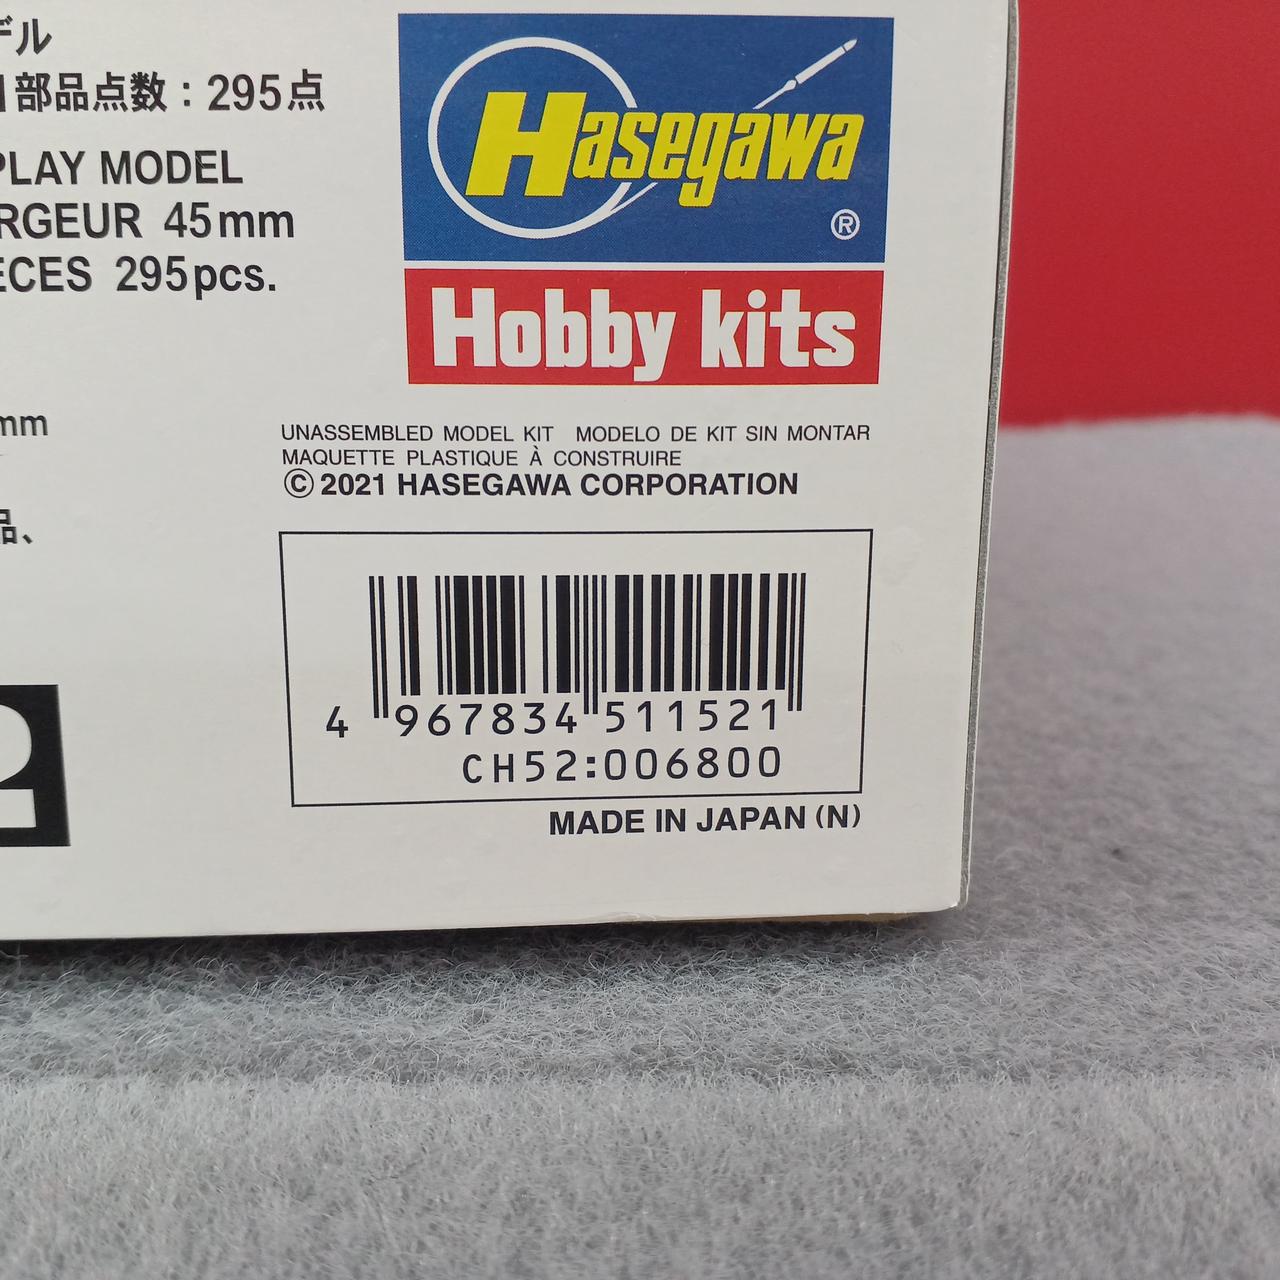 デル
部品点数：295点
PLAY MODEL
RGEUR 45mm
ECES 295pcs.
mm
品、
Hasegawa
®
Hobby kits
UNASSEMBLED MODEL KIT MODELO DE KIT SIN MONTAR
MAQUETTE PLASTIQUE À CONSTRUIRE
© 2021 HASEGAWA CORPORATION
4 967834 511521
CH52:006800
MADE IN JAPAN (N)